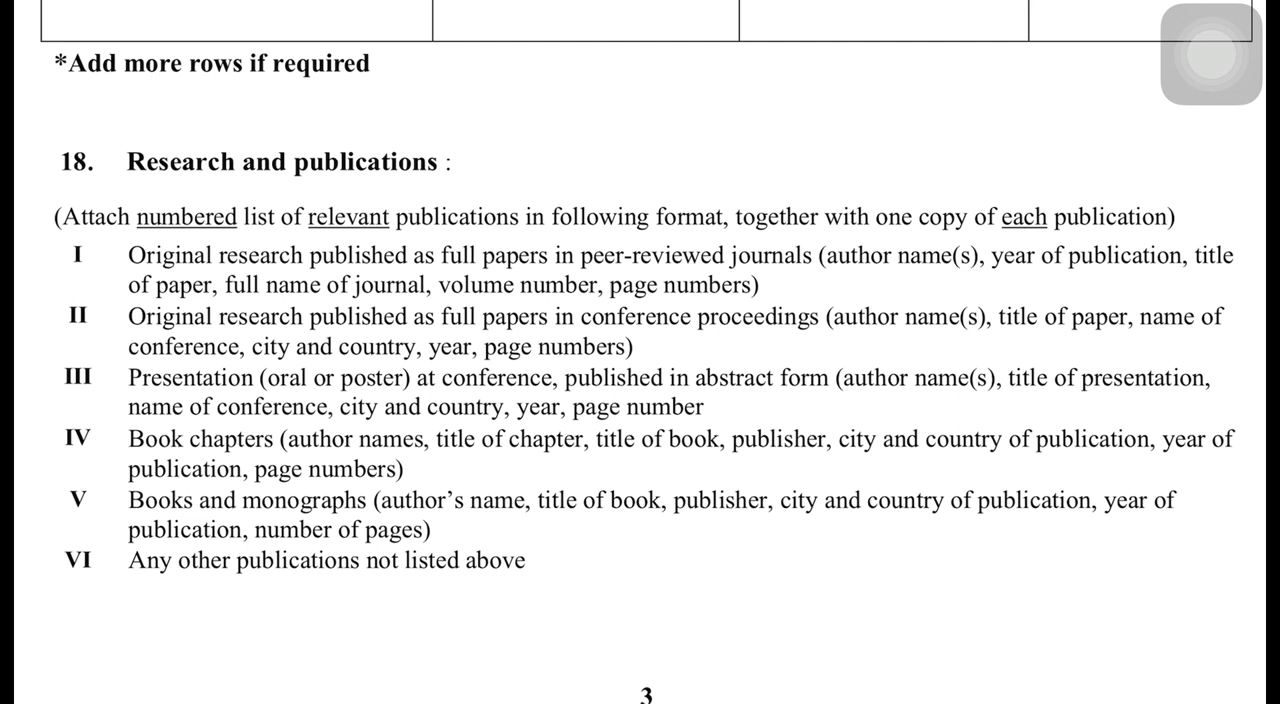 *Add more rows if required
18. Research and publications :
(Attach numbered list of relevant publications in following format, together with one copy of each publication)
I Original research published as full papers in peer-reviewed journals (author name(s), year of publication, title
of paper, full name of journal, volume number, page numbers)
II Original research published as full papers in conference proceedings (author name(s), title of paper, name of
conference, city and country, year, page numbers)
III Presentation (oral or poster) at conference, published in abstract form (author name(s), title of presentation,
name of conference, city and country, year, page number
IV Book chapters (author names, title of chapter, title of book, publisher, city and country of publication, year of
publication, page numbers)
V Books and monographs (author’s name, title of book, publisher, city and country of publication, year of
publication, number of pages)
VI Any other publications not listed above
3